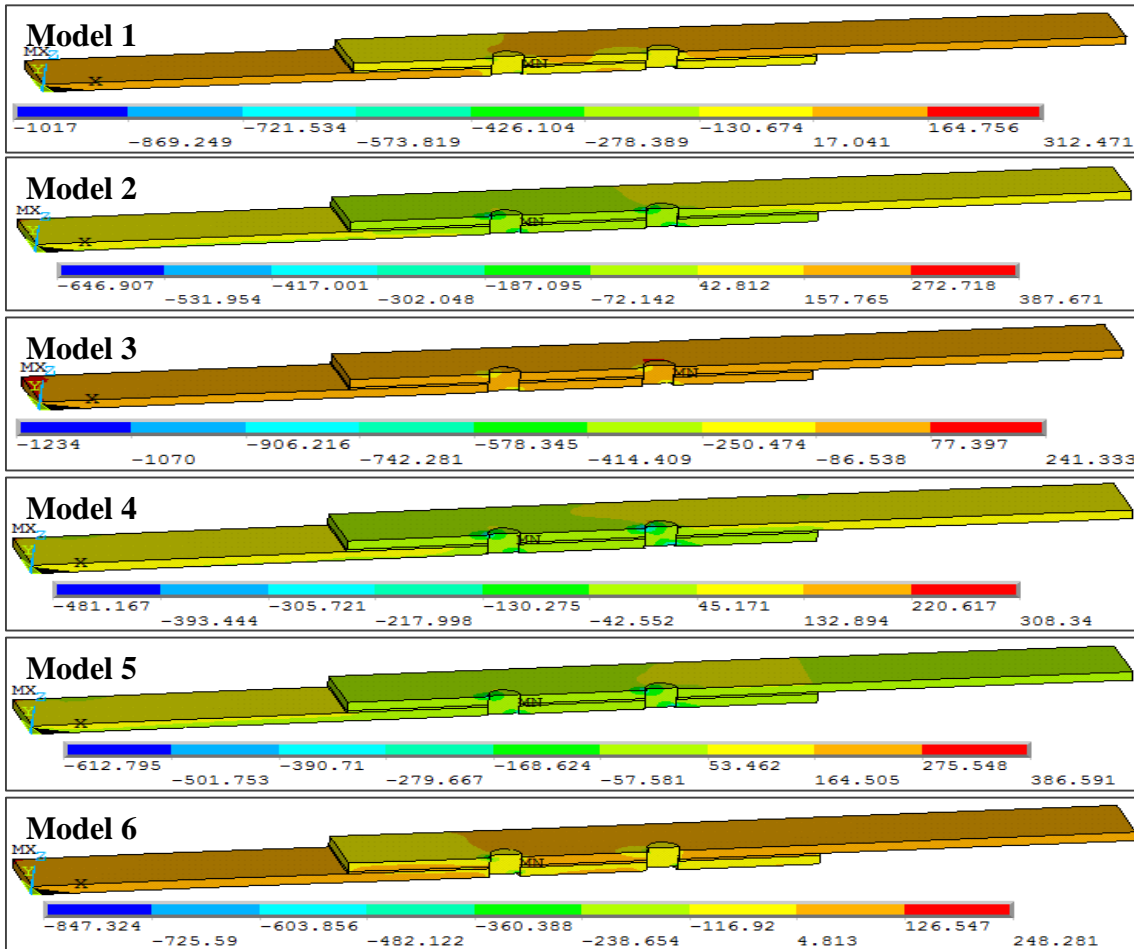 Model 1
MX Z
Y X MN
-1017 -721.534 -426.104 -130.674 164.756
-869.249 -573.819 -278.389 17.041 312.471
Model 2
MX Z
Y X MN
-646.907 -417.001 -187.095 42.812 272.718
-531.954 -302.048 -72.142 157.765 387.671
Model 3
MX Z
Y X MN
-1234 -906.216 -578.345 -250.474 77.397
-1070 -742.281 -414.409 -86.538 241.333
Model 4
MX Z
Y X MN
-481.167 -305.721 -130.275 45.171 220.617
-393.444 -217.998 -42.552 132.894 308.34
Model 5
MX Z
Y X MN
-612.795 -390.71 -168.624 53.462 275.548
-501.753 -279.667 -57.581 164.505 386.591
Model 6
MX Z
Y X MN
-847.324 -603.856 -360.388 -116.92 126.547
-725.59 -482.122 -238.654 4.813 248.281